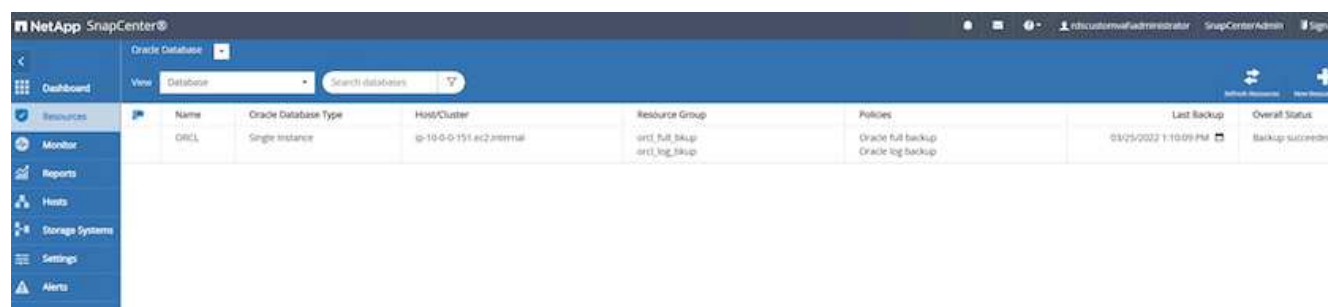 NetApp SnapCenter®
rdscustomvaladministrator SnapCenterAdmin Sign
Oracle Database
Dashboard
View Database Search databases
Refresh Resources New Resour
Resources
Name Oracle Database Type Host/Cluster Resource Group Policies Last Backup Overall Status
ORCL Single Instance ip-10-0-0-151.ec2.internal orcl_full_bkup Oracle full backup 03/25/2022 1:10:09 PM Backup succeede
orcl_log_bkup Oracle log backup
Monitor
Reports
Hosts
Storage Systems
Settings
Alerts